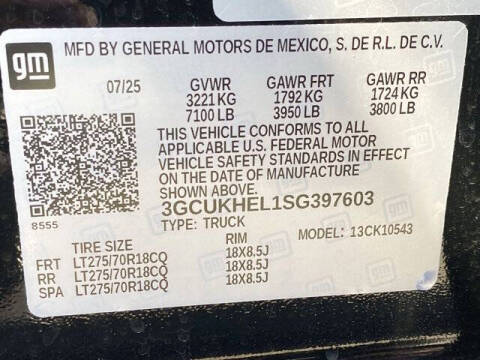 gm
MFD BY GENERAL MOTORS DE MEXICO, S. DE R.L. DE C.V.
07/25 GVWR GAWR FRT GAWR RR
3221 KG 1792 KG 1724 KG
7100 LB 3950 LB 3800 LB
THIS VEHICLE CONFORMS TO ALL
APPLICABLE U.S. FEDERAL MOTOR
VEHICLE SAFETY STANDARDS IN EFFECT
ON THE DATE OF MANUFACTURE
SHOWN ABOVE.
8555 3GCUKHEL1SG397603
TYPE: TRUCK MODEL: 13CK10543
TIRE SIZE RIM
FRT LT275/70R18CQ 18X8.5J
RR LT275/70R18CQ 18X8.5J
SPA LT275/70R18CQ 18X8.5J